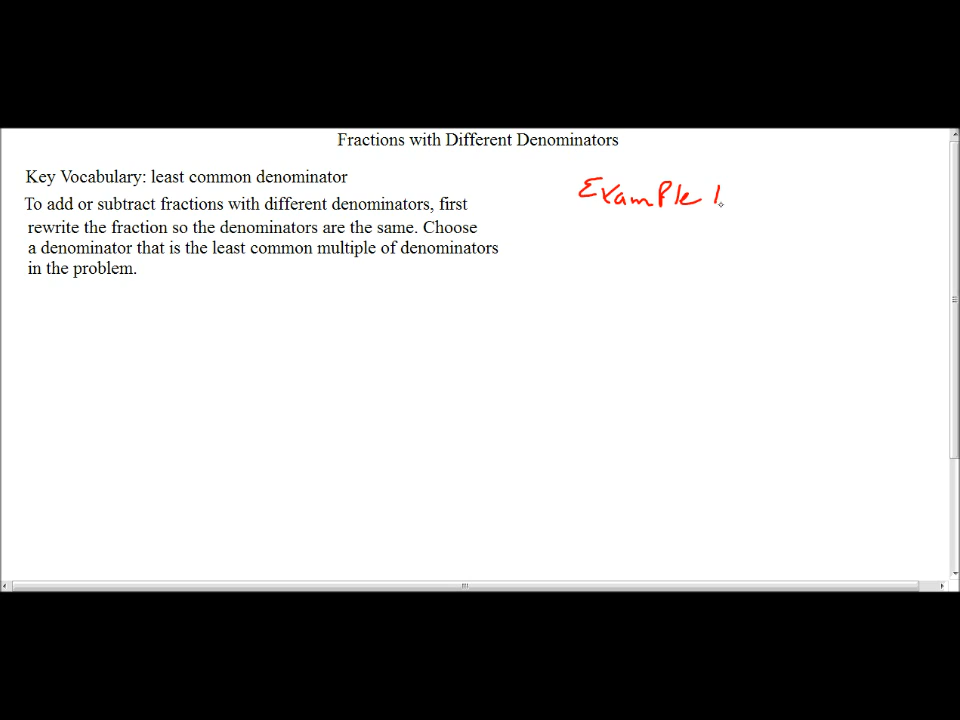 Fractions with Different Denominators
Key Vocabulary: least common denominator
Example 1
To add or subtract fractions with different denominators, first
rewrite the fraction so the denominators are the same. Choose
a denominator that is the least common multiple of denominators
in the problem.